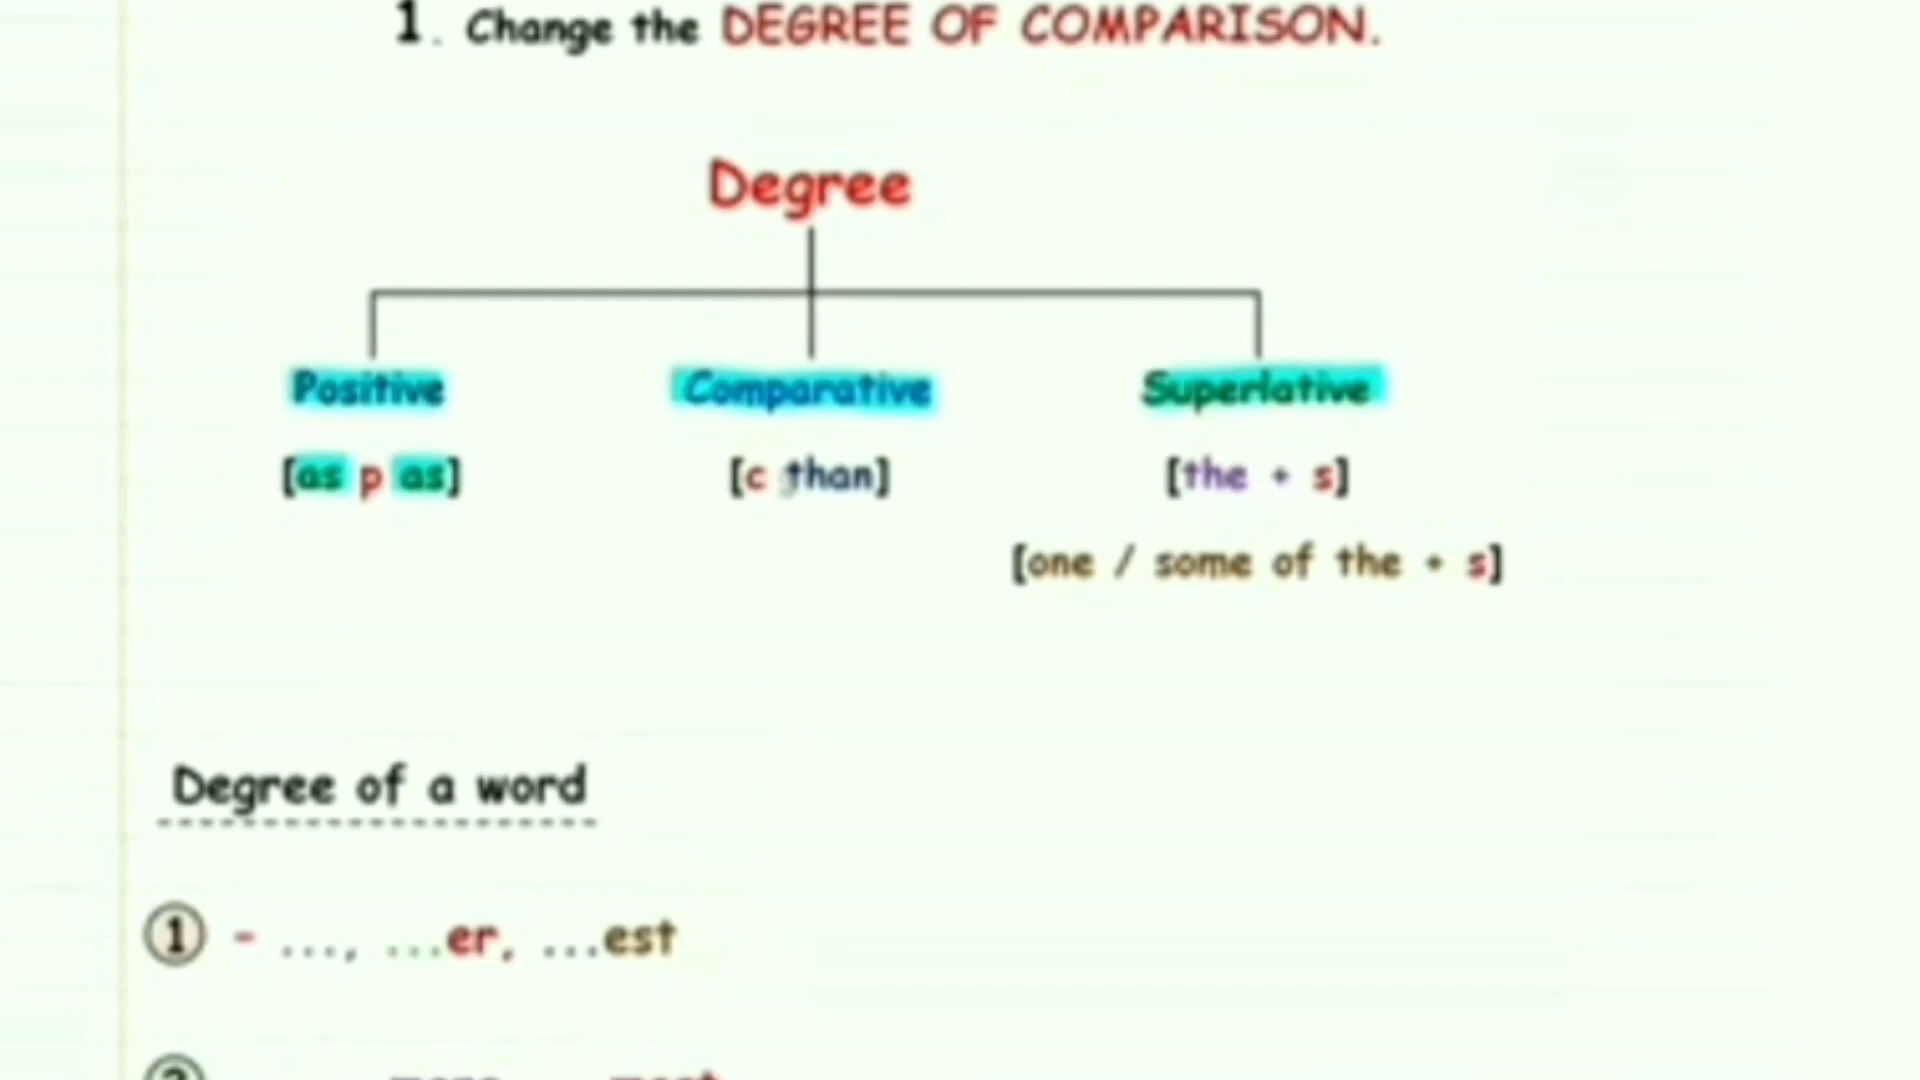 1. Change the DEGREE OF COMPARISON.
Degree
Positive Comparative Superlative
[as p as] [c than] [the + s]
[one / some of the + s]
Degree of a word
1 - ..., ...er, ...est